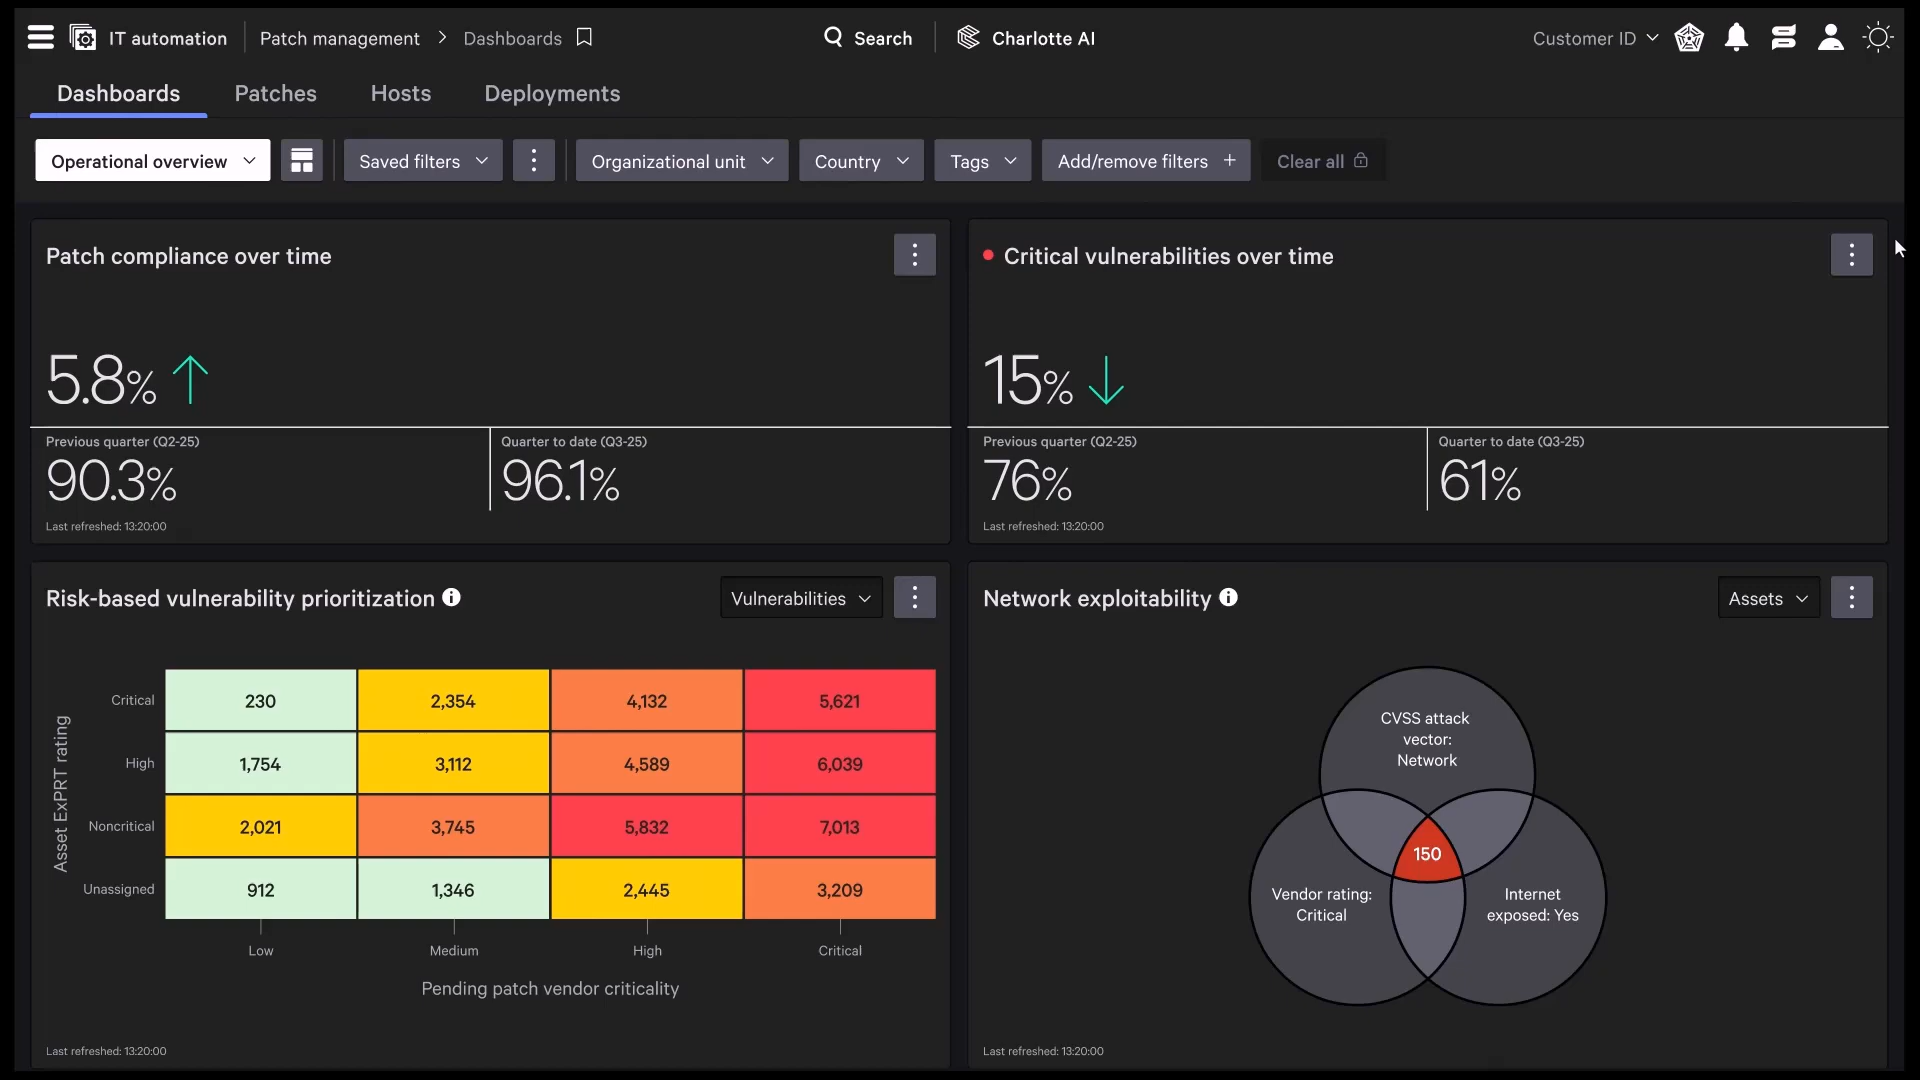 IT automation
Patch management
Dashboards
Search
Charlotte AI
Customer ID
Dashboards
Patches
Hosts
Deployments
Operational overview
Saved filters
Organizational unit
Country
Tags
Add/remove filters +
Clear all
Patch compliance over time
5.8%
Previous quarter (Q2-25)
90.3%
Quarter to date (Q3-25)
96.1%
Last refreshed: 13:20:00
Critical vulnerabilities over time
15%
Previous quarter (Q2-25)
76%
Quarter to date (Q3-25)
61%
Last refreshed: 13:20:00
Risk-based vulnerability prioritization
Vulnerabilities
Asset ExPRT rating
Critical 230 2,354 4,132 5,621
High 1,754 3,112 4,589 6,039
Noncritical 2,021 3,745 5,832 7,013
Unassigned 912 1,346 2,445 3,209
Low Medium High Critical
Pending patch vendor criticality
Last refreshed: 13:20:00
Network exploitability
Assets
CVSS attack
vector:
Network
150
Vendor rating:
Critical
Internet
exposed: Yes
Last refreshed: 13:20:00